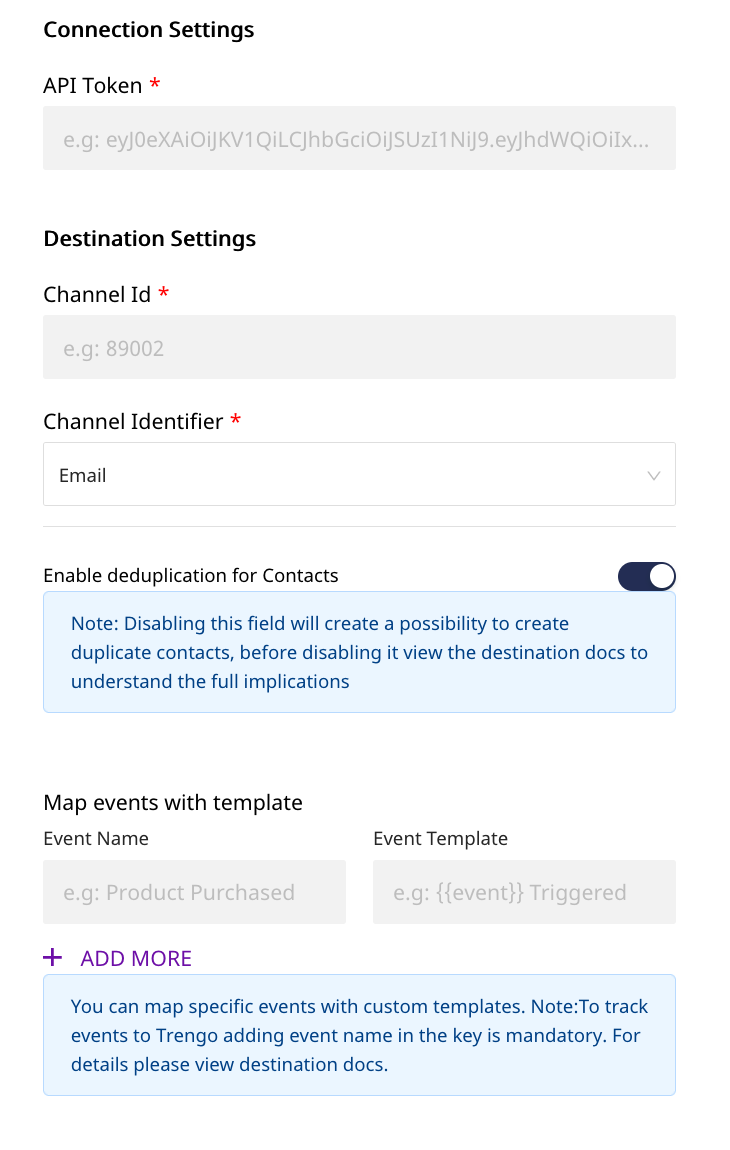 Connection Settings
API Token *
e.g: eyJ0eXAiOiJKV1QiLCJhbGciOiJSUzI1NiJ9.eyJhdWQiOiIx...
Destination Settings
Channel Id *
e.g: 89002
Channel Identifier *
Email
Enable deduplication for Contacts
Note: Disabling this field will create a possibility to create
duplicate contacts, before disabling it view the destination docs to
understand the full implications
Map events with template
Event Name Event Template
e.g: Product Purchased e.g: {{event}} Triggered
+ ADD MORE
You can map specific events with custom templates. Note:To track
events to Trengo adding event name in the key is mandatory. For
details please view destination docs.